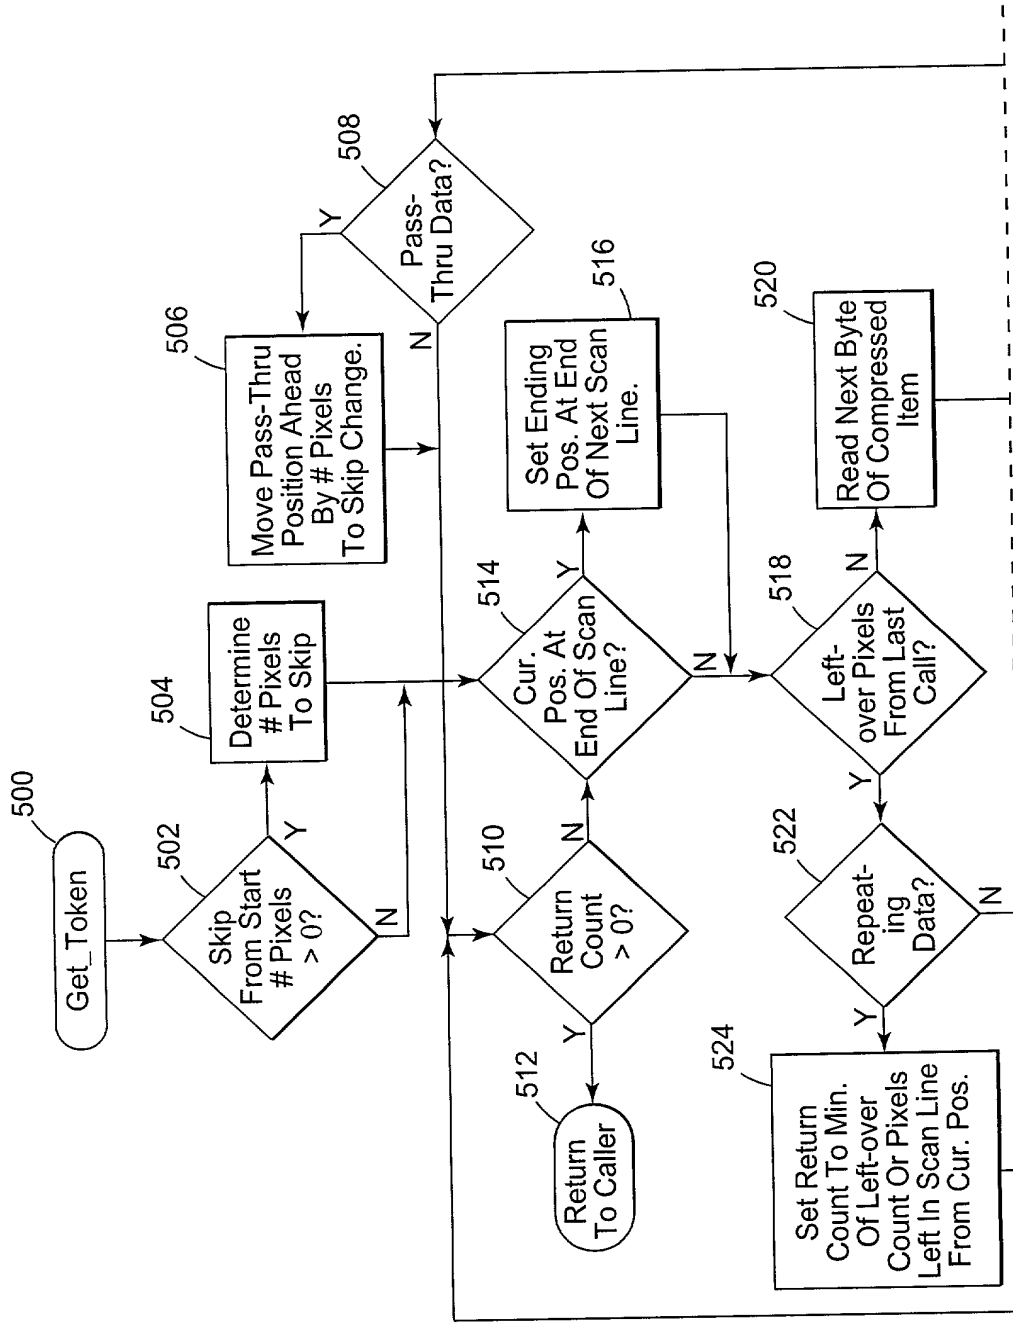 500
Get_Token
502
Skip
From Start
# Pixels
> 0?
Y
N
504
Determine
# Pixels
To Skip
506
Move Pass-Thru
Position Ahead
By # Pixels
To Skip Change.
508
Pass-
Thru Data?
Y
N
510
Return
Count
> 0?
Y
N
512
Return
To Caller
514
Cur.
Pos. At
End Of Scan
Line?
Y
N
516
Set Ending
Pos. At End
Of Next Scan
Line.
518
Left-
over Pixels
From Last
Call?
Y
N
520
Read Next Byte
Of Compressed
Item
522
Repeat-
ing
Data?
Y
N
524
Set Return
Count To Min.
Of Left-over
Count Or Pixels
Left In Scan Line
From Cur. Pos.